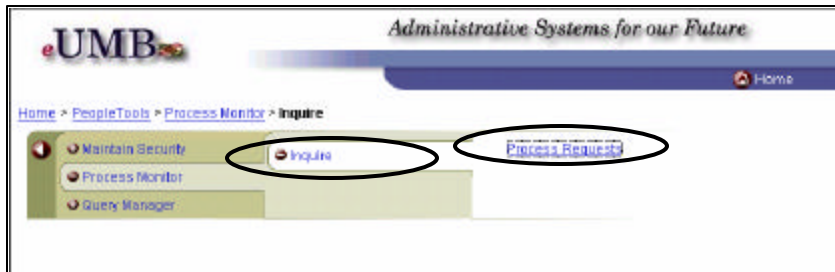 eUMB
Administrative Systems for our Future
Home
Home > PeopleTools > Process Monitor > Inquire
Maintain Security
Inquire
Process Requests
Process Monitor
Query Manager